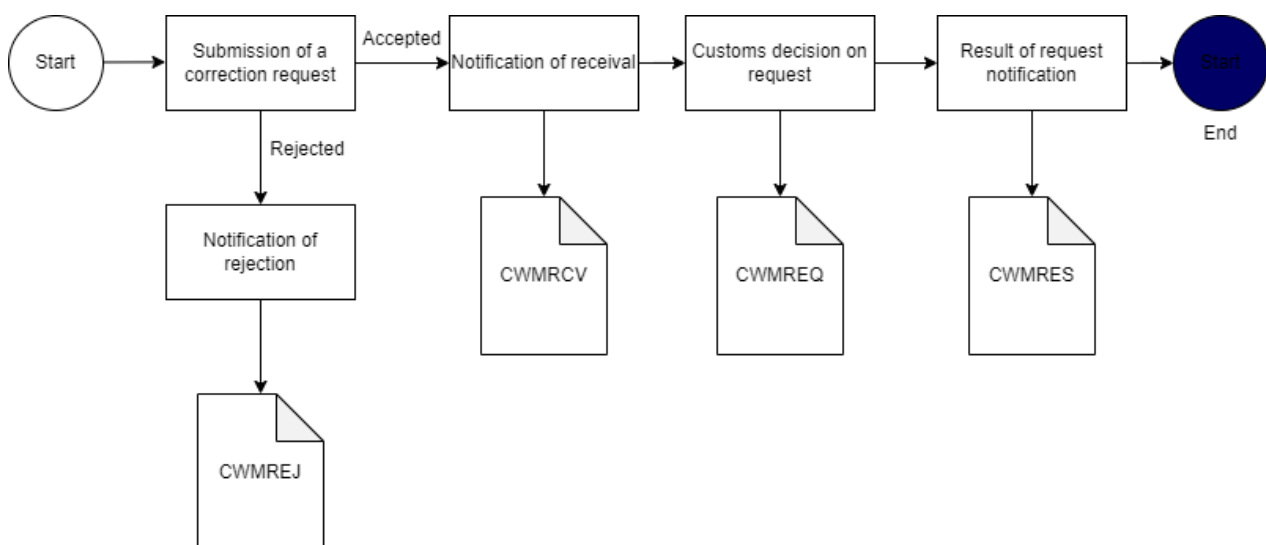 Start
Submission of a
correction request
Accepted
Notification of receival
Customs decision on
request
Result of request
notification
Start
End
Rejected
Notification of
rejection
CWMRCV
CWMREQ
CWMRES
CWMREJ